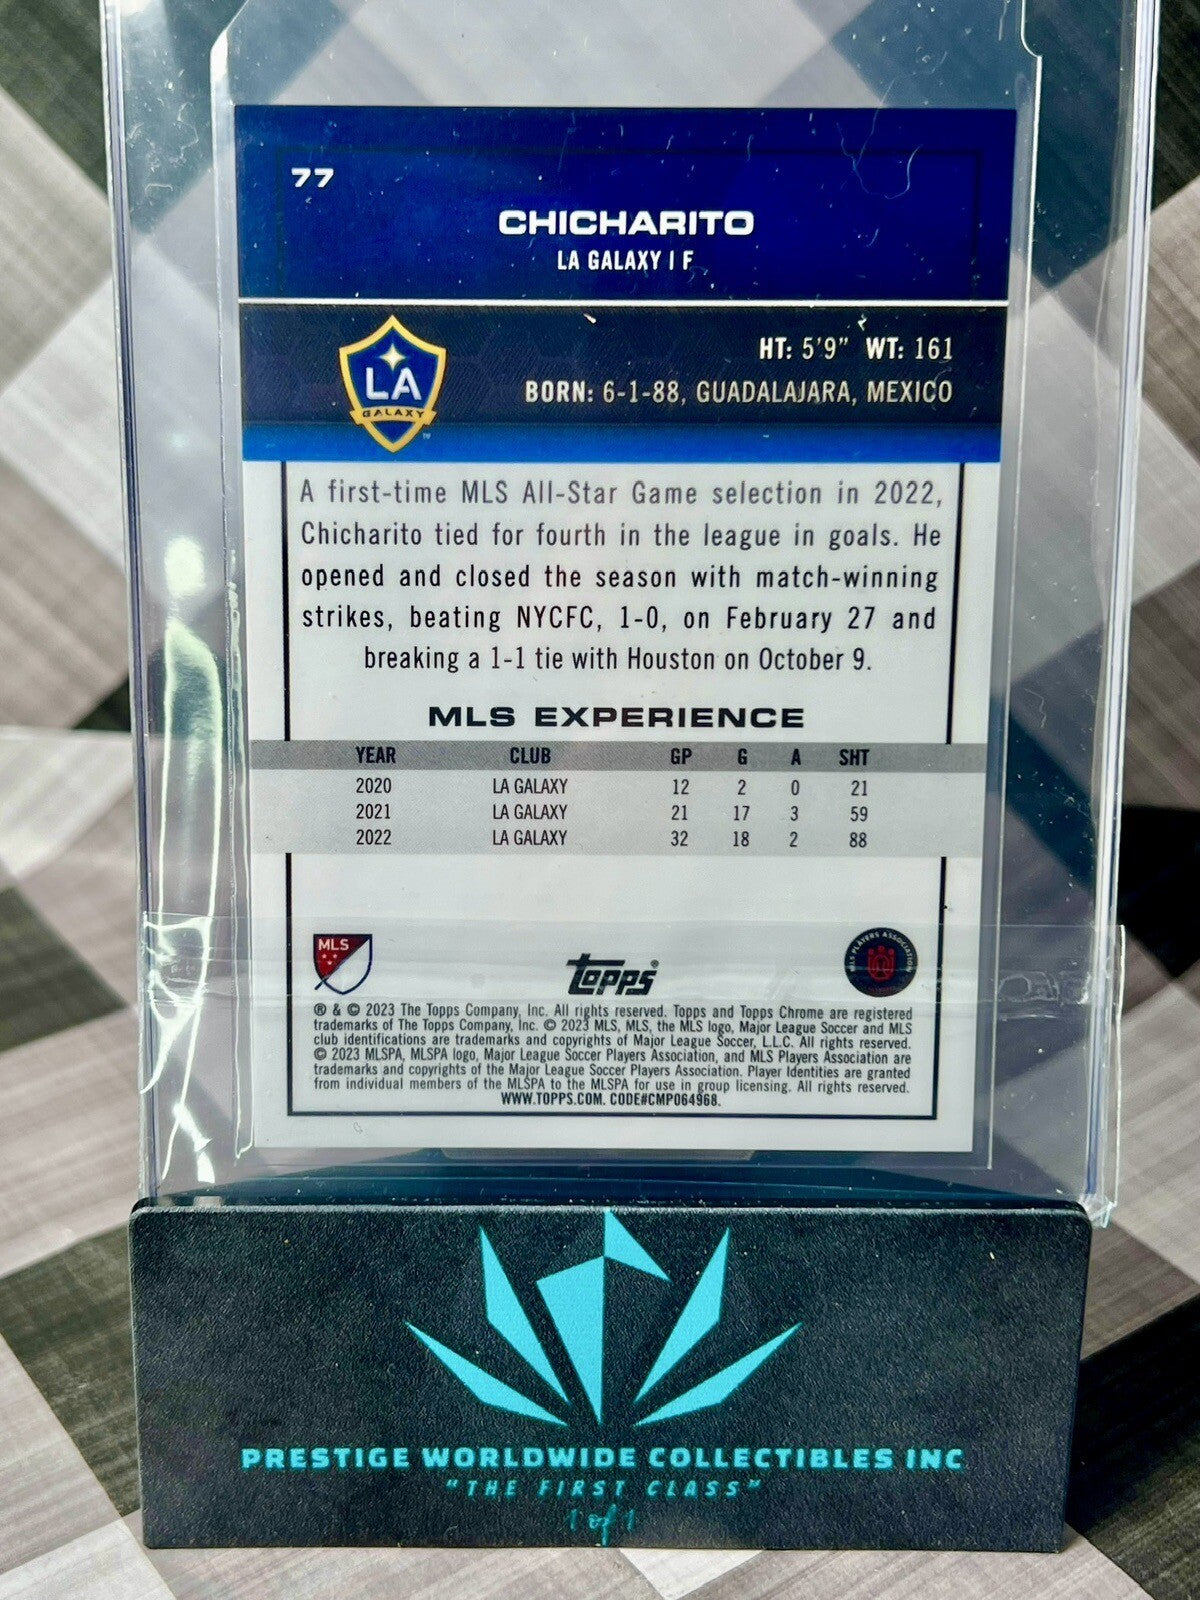 77
CHICHARITO
LA GALAXY | F
LA
GALAXY
TM
HT: 5'9" WT: 161
BORN: 6-1-88, GUADALAJARA, MEXICO
A first-time MLS All-Star Game selection in 2022,
Chicharito tied for fourth in the league in goals. He
opened and closed the season with match-winning
strikes, beating NYCFC, 1-0, on February 27 and
breaking a 1-1 tie with Houston on October 9.
MLS EXPERIENCE
YEAR CLUB GP G A SHT
2020 LA GALAXY 12 2 0 21
2021 LA GALAXY 21 17 3 59
2022 LA GALAXY 32 18 2 88
MLS
Topps®
MLS PLAYERS ASSOCIATION
® & © 2023 The Topps Company, Inc. All rights reserved. Topps and Topps Chrome are registered
trademarks of The Topps Company, Inc. © 2023 MLS, MLS, the MLS logo, Major League Soccer and MLS
club identifications are trademarks and copyrights of Major League Soccer, L.L.C. All rights reserved.
© 2023 MLSPA, MLSPA logo, Major League Soccer Players Association, and MLS Players Association are
trademarks and copyrights of the Major League Soccer Players Association. Player Identities are granted
from individual members of the MLSPA to the MLSPA for use in group licensing. All rights reserved.
WWW.TOPPS.COM. CODE#CMP064968.
PRESTIGE WORLDWIDE COLLECTIBLES INC
"THE FIRST CLASS"
1 of 1